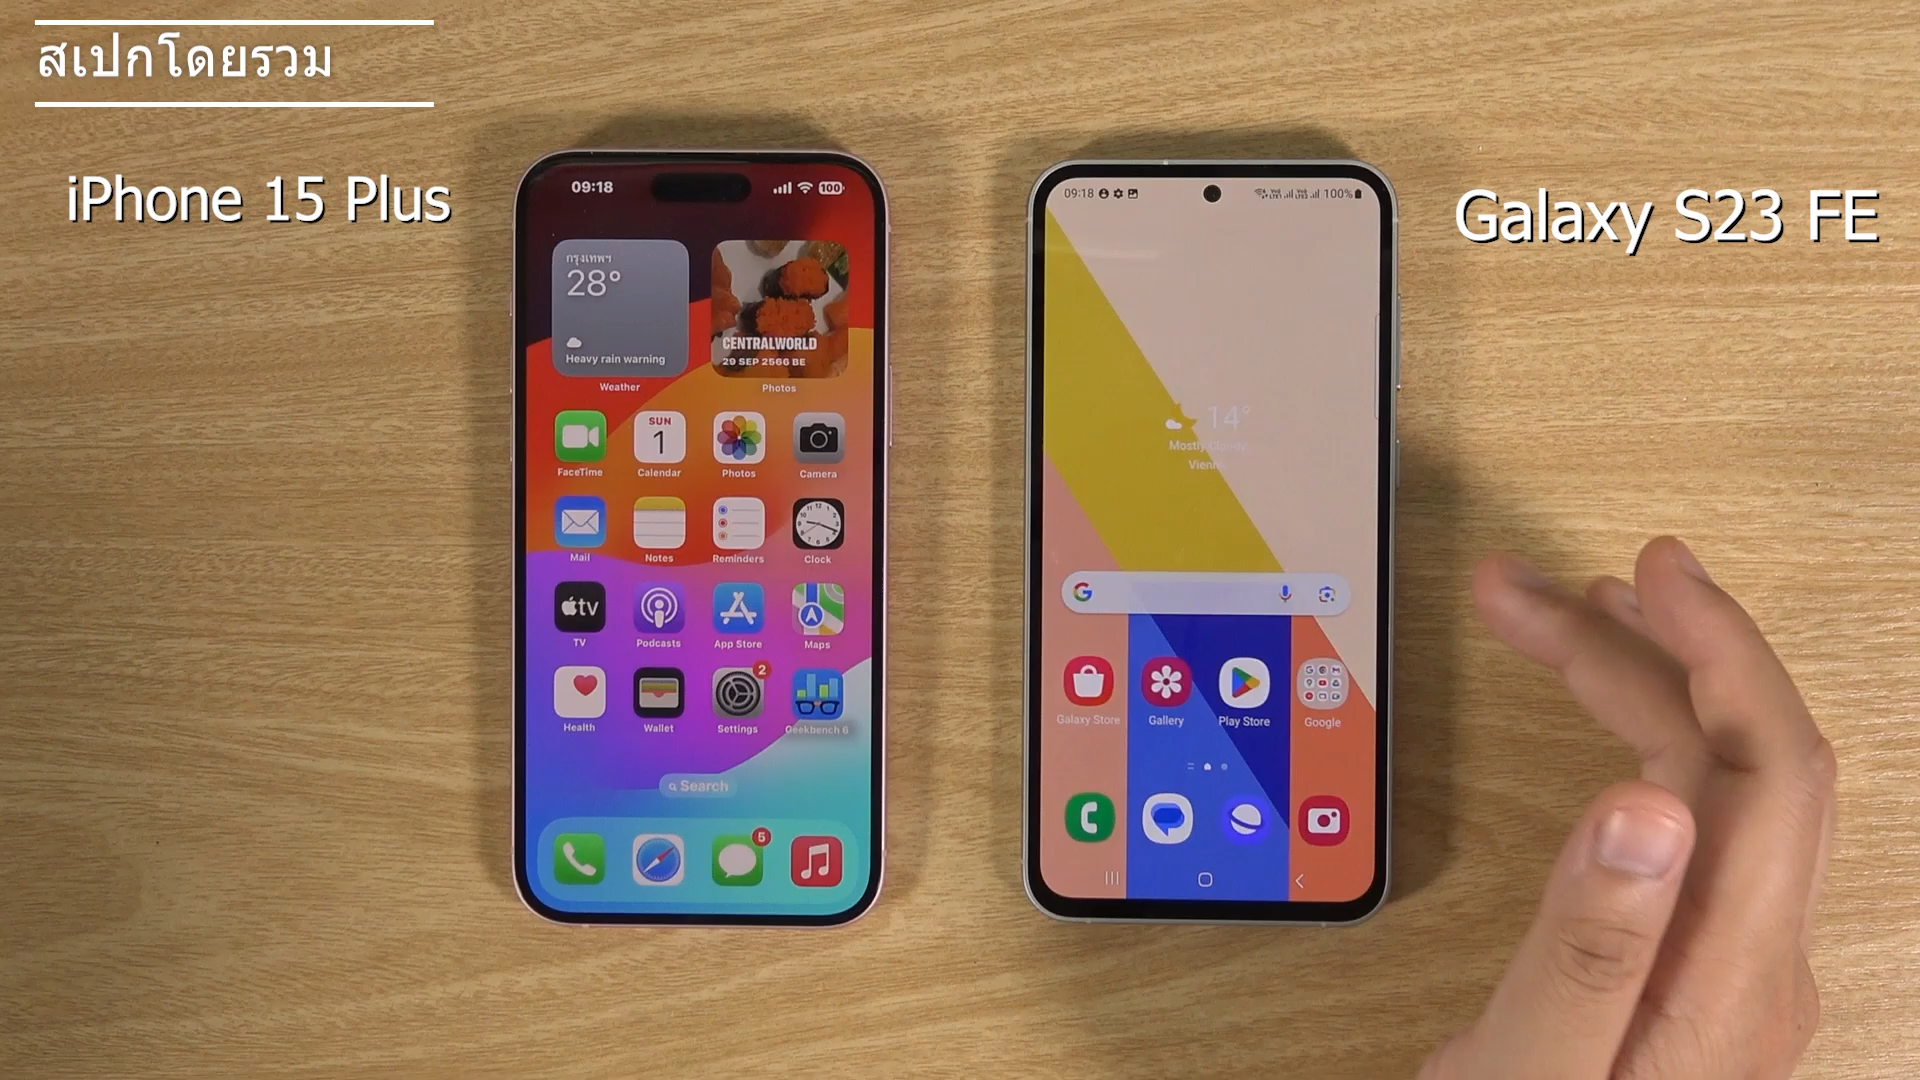 สเปกโดยรวม
iPhone 15 Plus
Galaxy S23 FE
09:18
100
กรุงเทพฯ
28°
Heavy rain warning
Weather
CENTRALWORLD
29 SEP 2566 BE
Photos
SUN
1
FaceTime
Calendar
Photos
Camera
Mail
Notes
Reminders
Clock
tv
TV
Podcasts
App Store
Maps
2
Health
Wallet
Settings
Geekbench 6
Search
5
09:18
100%
14°
Mostly Cloudy
Vienna
G
Galaxy Store
Gallery
Play Store
Google